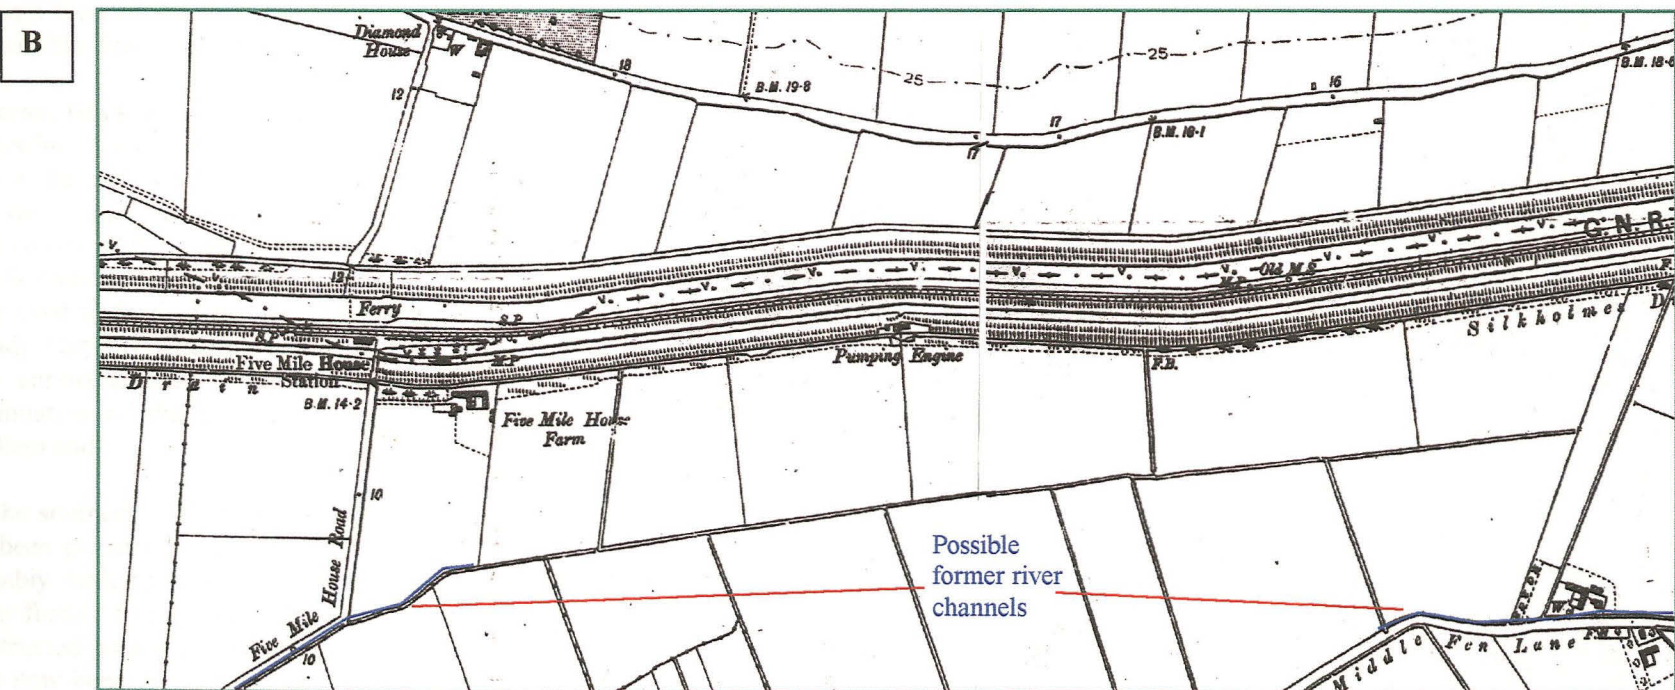 B
Diamond
House
W
18
12
B.M. 19·8
25
25
16
B.M. 18·6
17
17
B.M. 16·1
V.
12
Ferry
V.
V.
V.
V.
V.
V.
V.
V.
V.
G. N. R.
Old M.S.
M.P.
S.P.
S.P.
M.P.
Five Mile House
Station
Drain
B.M. 14·2
Five Mile House
Farm
Pumping Engine
F.B.
Silkholmes
D
10
Five Mile House Road
10
Possible
former river
channels
W.
Middle Fen Lane